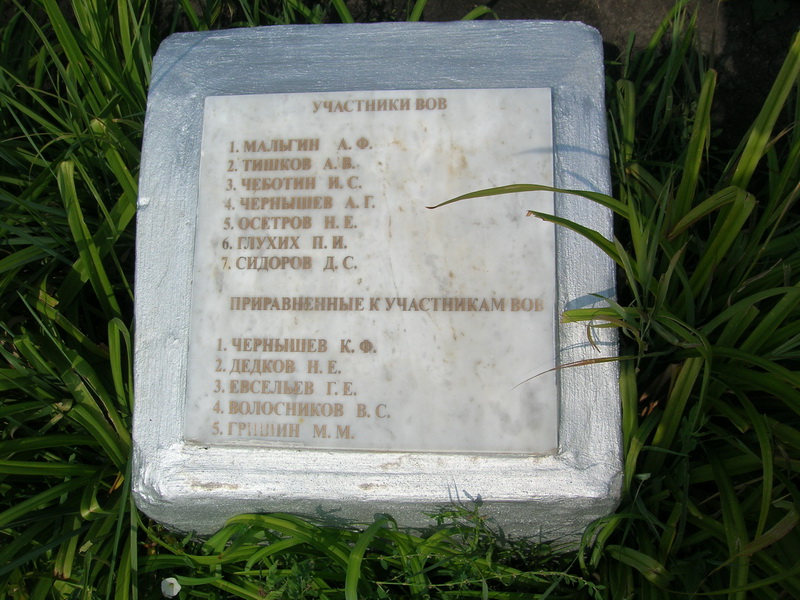 УЧАСТНИКИ ВОВ
1. МАЛЬГИН А. Ф.
2. ТИШКОВ А. В.
3. ЧЕБОТИН И. С.
4. ЧЕРНЫШЕВ А. Г.
5. ОСЕТРОВ Н. Е.
6. ГЛУХИХ П. И.
7. СИДОРОВ Д. С.
ПРИРАВНЕННЫЕ К УЧАСТНИКАМ ВОВ
1. ЧЕРНЫШЕВ К. Ф.
2. ДЕДКОВ Н. Е.
3. ЕВСЕЛЬЕВ Г. Е.
4. ВОЛОСНИКОВ В. С.
5. ГРИШИН М. М.